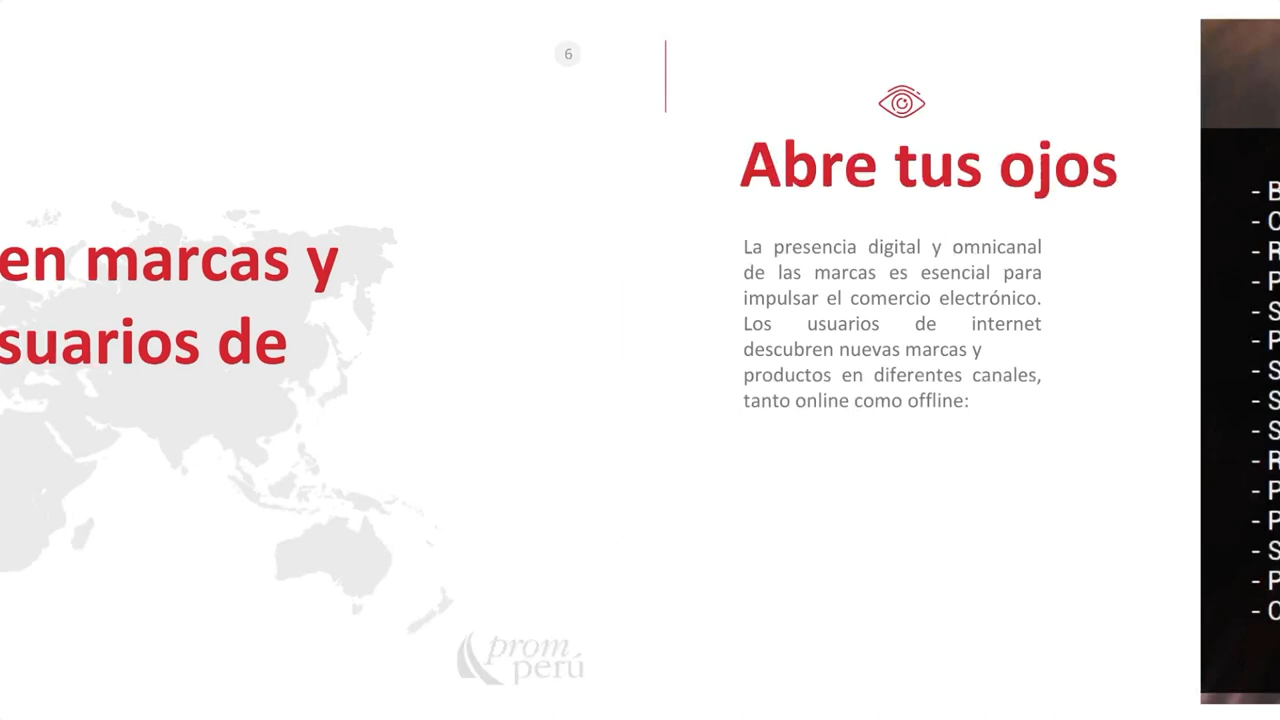 6
en marcas y
suarios de
prom
perú
Abre tus ojos
La presencia digital y omnicanal
de las marcas es esencial para
impulsar el comercio electrónico.
Los usuarios de internet
descubren nuevas marcas y
productos en diferentes canales,
tanto online como offline:
- B
- C
- R
- P
- S
- P
- S
- S
- S
- R
- P
- P
- S
- P
- C